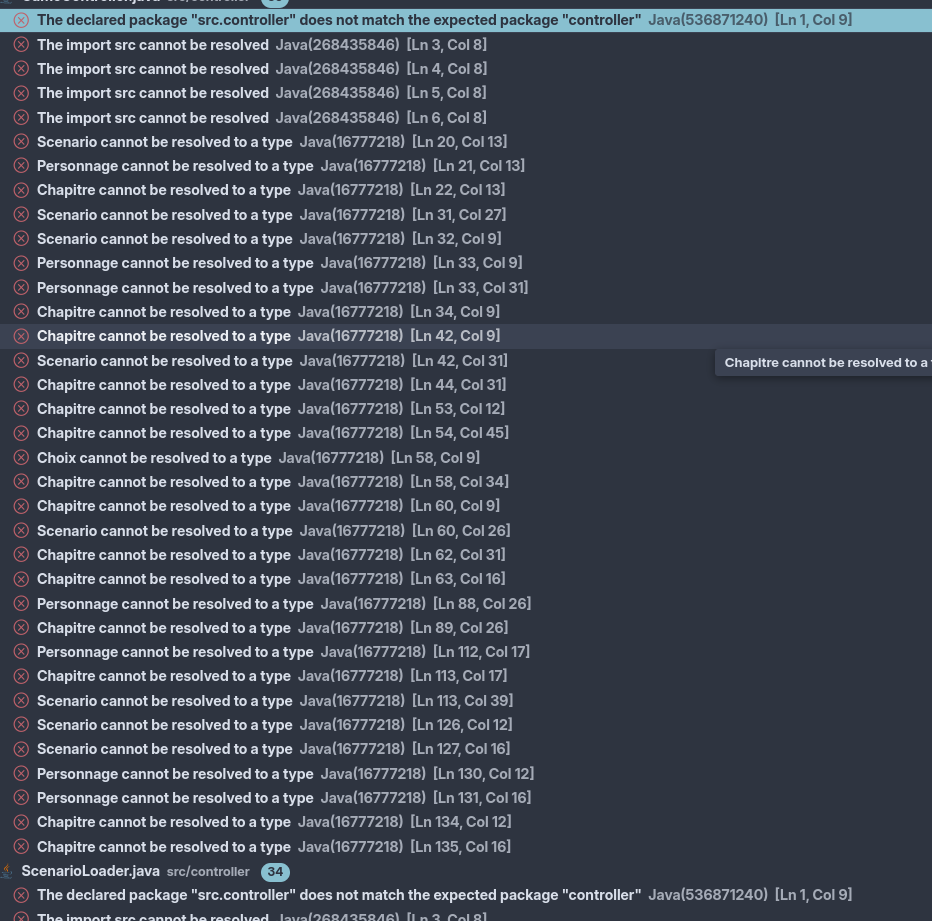 The declared package "src.controller" does not match the expected package "controller" Java(536871240) [Ln 1, Col 9]
The import src cannot be resolved Java(268435846) [Ln 3, Col 8]
The import src cannot be resolved Java(268435846) [Ln 4, Col 8]
The import src cannot be resolved Java(268435846) [Ln 5, Col 8]
The import src cannot be resolved Java(268435846) [Ln 6, Col 8]
Scenario cannot be resolved to a type Java(16777218) [Ln 20, Col 13]
Personnage cannot be resolved to a type Java(16777218) [Ln 21, Col 13]
Chapitre cannot be resolved to a type Java(16777218) [Ln 22, Col 13]
Scenario cannot be resolved to a type Java(16777218) [Ln 31, Col 27]
Scenario cannot be resolved to a type Java(16777218) [Ln 32, Col 9]
Personnage cannot be resolved to a type Java(16777218) [Ln 33, Col 9]
Personnage cannot be resolved to a type Java(16777218) [Ln 33, Col 31]
Chapitre cannot be resolved to a type Java(16777218) [Ln 34, Col 9]
Chapitre cannot be resolved to a type Java(16777218) [Ln 42, Col 9]
Scenario cannot be resolved to a type Java(16777218) [Ln 42, Col 31]
Chapitre cannot be resolved to a
Chapitre cannot be resolved to a type Java(16777218) [Ln 44, Col 31]
Chapitre cannot be resolved to a type Java(16777218) [Ln 53, Col 12]
Chapitre cannot be resolved to a type Java(16777218) [Ln 54, Col 45]
Choix cannot be resolved to a type Java(16777218) [Ln 58, Col 9]
Chapitre cannot be resolved to a type Java(16777218) [Ln 58, Col 34]
Chapitre cannot be resolved to a type Java(16777218) [Ln 60, Col 9]
Scenario cannot be resolved to a type Java(16777218) [Ln 60, Col 26]
Chapitre cannot be resolved to a type Java(16777218) [Ln 62, Col 31]
Chapitre cannot be resolved to a type Java(16777218) [Ln 63, Col 16]
Personnage cannot be resolved to a type Java(16777218) [Ln 88, Col 26]
Chapitre cannot be resolved to a type Java(16777218) [Ln 89, Col 26]
Personnage cannot be resolved to a type Java(16777218) [Ln 112, Col 17]
Chapitre cannot be resolved to a type Java(16777218) [Ln 113, Col 17]
Scenario cannot be resolved to a type Java(16777218) [Ln 113, Col 39]
Scenario cannot be resolved to a type Java(16777218) [Ln 126, Col 12]
Scenario cannot be resolved to a type Java(16777218) [Ln 127, Col 16]
Personnage cannot be resolved to a type Java(16777218) [Ln 130, Col 12]
Personnage cannot be resolved to a type Java(16777218) [Ln 131, Col 16]
Chapitre cannot be resolved to a type Java(16777218) [Ln 134, Col 12]
Chapitre cannot be resolved to a type Java(16777218) [Ln 135, Col 16]
ScenarioLoader.java src/controller 34
The declared package "src.controller" does not match the expected package "controller" Java(536871240) [Ln 1, Col 9]
The import src cannot be resolved Java(268435846) [Ln 3, Col 8]